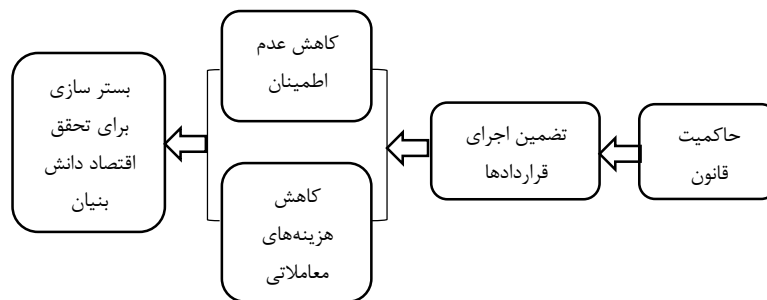 حاکمیت
قانون
تضمین اجرای
قراردادها
کاهش عدم
اطمینان
کاهش
هزینه‌های
معاملاتی
بستر سازی
برای تحقق
اقتصاد دانش
بنیان